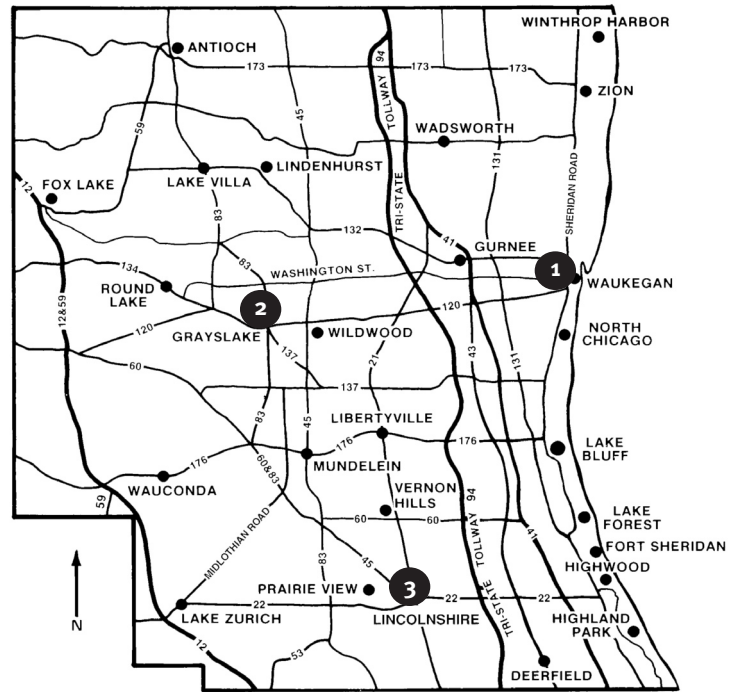 WINTHROP HARBOR
ANTIOCH
94
173
173
173
45
TOLLWAY
ZION
59
WADSWORTH
131
LINDENHURST
LAKE VILLA
12
FOX LAKE
TRI-STATE
SHERIDAN ROAD
83
132
41
GURNEE
83
1
134
WASHINGTON ST.
WAUKEGAN
ROUND
LAKE
2
120
12&59
120
GRAYSLAKE
WILDWOOD
NORTH
CHICAGO
137
21
43
131
60
137
83
45
LIBERTYVILLE
176
176
LAKE
BLUFF
MUNDELEIN
176
60&83
WAUCONDA
94
59
VERNON
HILLS
LAKE
FOREST
MIDLOTHIAN ROAD
60
60
41
FORT SHERIDAN
83
45
TRI-STATE TOLLWAY
HIGHWOOD
PRAIRIE VIEW
3
22
22
22
LAKE ZURICH
LINCOLNSHIRE
HIGHLAND
PARK
N
12
53
DEERFIELD